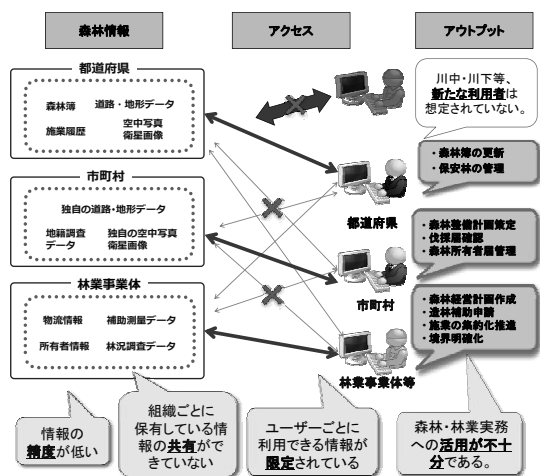 森林情報
アクセス
アウトプット
都道府県
森林簿
道路・地形データ
施業履歴
空中写真
衛星画像
市町村
独自の道路・地形データ
地籍調査
データ
独自の空中写真
衛星画像
林業事業体
物流情報
補助測量データ
所有者情報
林況調査データ
都道府県
市町村
林業事業体等
川中・川下等、
新たな利用者は
想定されていない。
・森林簿の更新
・保安林の管理
・森林整備計画策定
・伐採届確認
・森林所有者届管理
・森林経営計画作成
・造林補助申請
・施業の集約化推進
・境界明確化
情報の
精度が低い
組織ごとに
保有している情
報の共有がで
きていない
ユーザーごとに
利用できる情報が
限定されている
森林・林業実務
への活用が不十
分である。